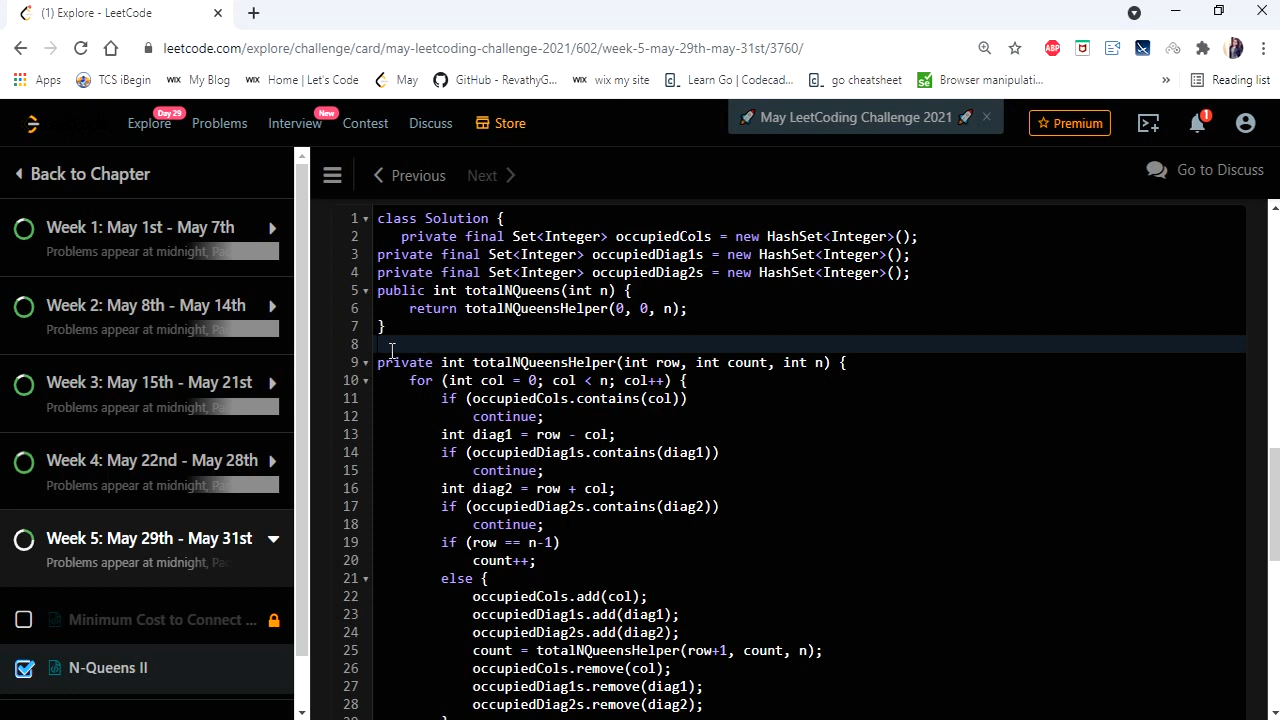 (1) Explore - LeetCode
leetcode.com/explore/challenge/card/may-leetcoding-challenge-2021/602/week-5-may-29th-may-31st/3760/
ABP
Apps TCS iBegin WIX My Blog WIX Home | Let's Code May GitHub - RevathyG... WIX wix my site Learn Go | Codecad... go cheatsheet Se Browser manipulati... » Reading list
Day 29 New
Explore Problems Interview Contest Discuss Store May LeetCoding Challenge 2021 Premium 1
Back to Chapter
Previous Next Go to Discuss
Week 1: May 1st - May 7th
Problems appear at midnight,
Week 2: May 8th - May 14th
Problems appear at midnight,
Week 3: May 15th - May 21st
Problems appear at midnight,
Week 4: May 22nd - May 28th
Problems appear at midnight,
Week 5: May 29th - May 31st
Problems appear at midnight,
Minimum Cost to Connect ...
N-Queens II
1 class Solution {
2 private final Set<Integer> occupiedCols = new HashSet<Integer>();
3 private final Set<Integer> occupiedDiag1s = new HashSet<Integer>();
4 private final Set<Integer> occupiedDiag2s = new HashSet<Integer>();
5 public int totalNQueens(int n) {
6 return totalNQueensHelper(0, 0, n);
7 }
8
9 private int totalNQueensHelper(int row, int count, int n) {
10 for (int col = 0; col < n; col++) {
11 if (occupiedCols.contains(col))
12 continue;
13 int diag1 = row - col;
14 if (occupiedDiag1s.contains(diag1))
15 continue;
16 int diag2 = row + col;
17 if (occupiedDiag2s.contains(diag2))
18 continue;
19 if (row == n-1)
20 count++;
21 else {
22 occupiedCols.add(col);
23 occupiedDiag1s.add(diag1);
24 occupiedDiag2s.add(diag2);
25 count = totalNQueensHelper(row+1, count, n);
26 occupiedCols.remove(col);
27 occupiedDiag1s.remove(diag1);
28 occupiedDiag2s.remove(diag2);